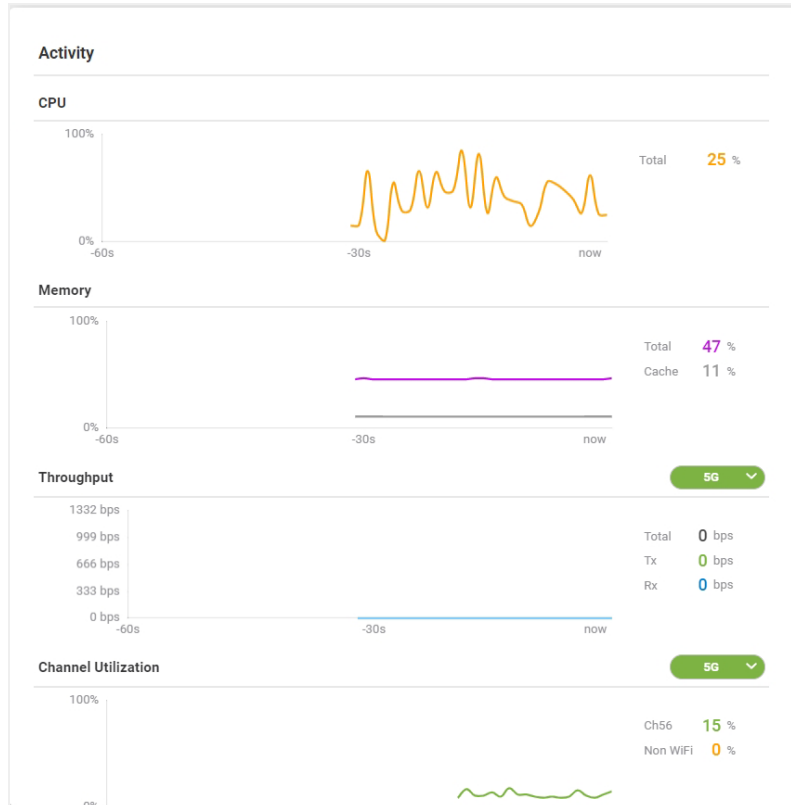 Activity
CPU
100%
Total 25 %
0%
-60s -30s now
Memory
100%
Total 47 %
Cache 11 %
0%
-60s -30s now
Throughput 5G
1332 bps
999 bps
Total 0 bps
666 bps
Tx 0 bps
333 bps
Rx 0 bps
0 bps
-60s -30s now
Channel Utilization 5G
100%
Ch56 15 %
Non WiFi 0 %
0%